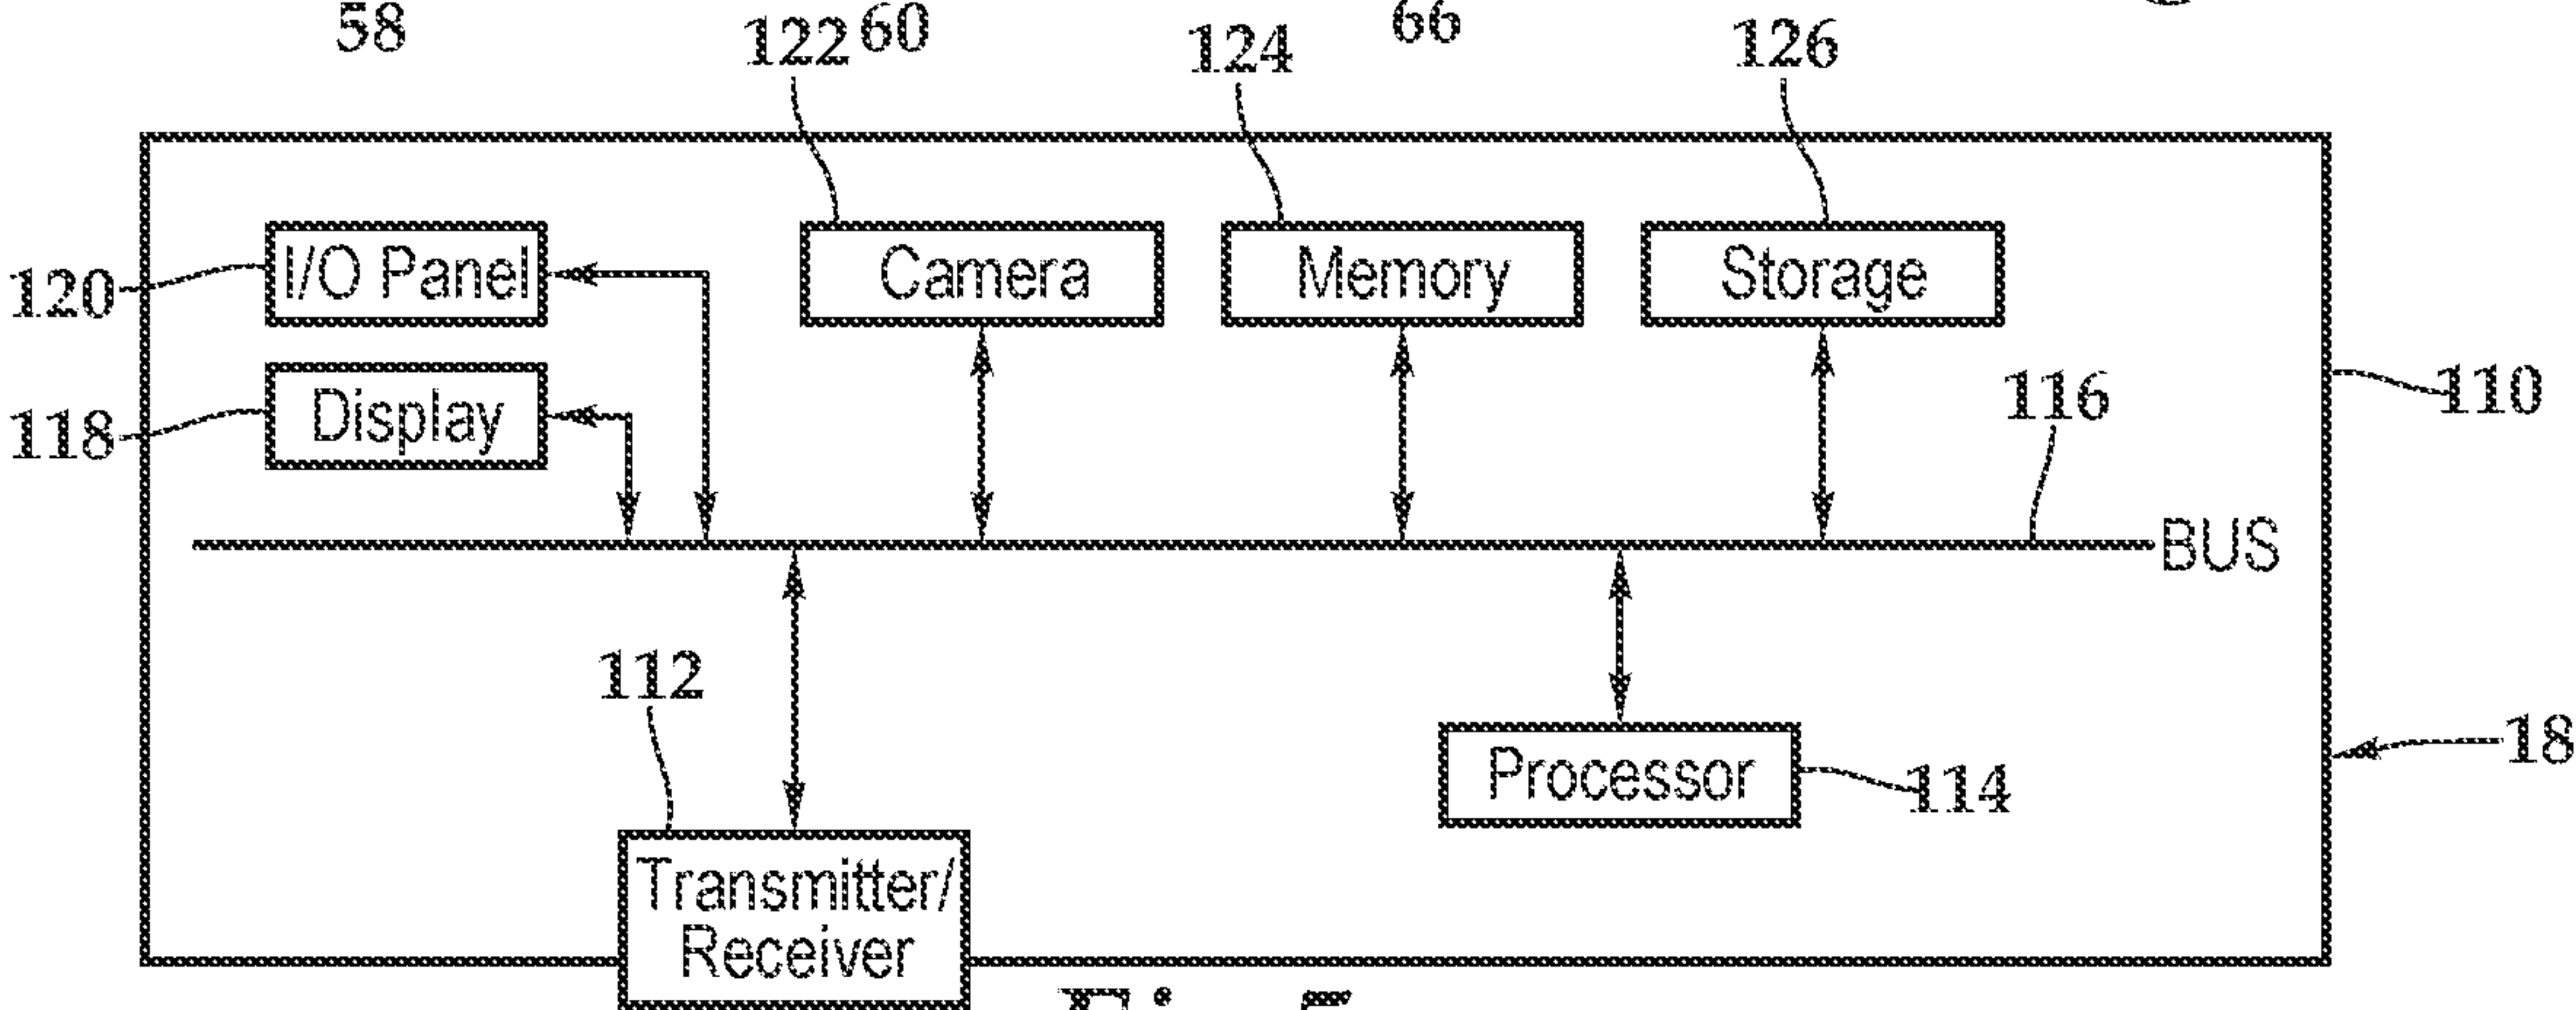 58
122 60
124
66
126
I/O Panel
Camera
Memory
Storage
120
Display
118
116
110
BUS
112
Processor
114
18
Transmitter/
Receiver